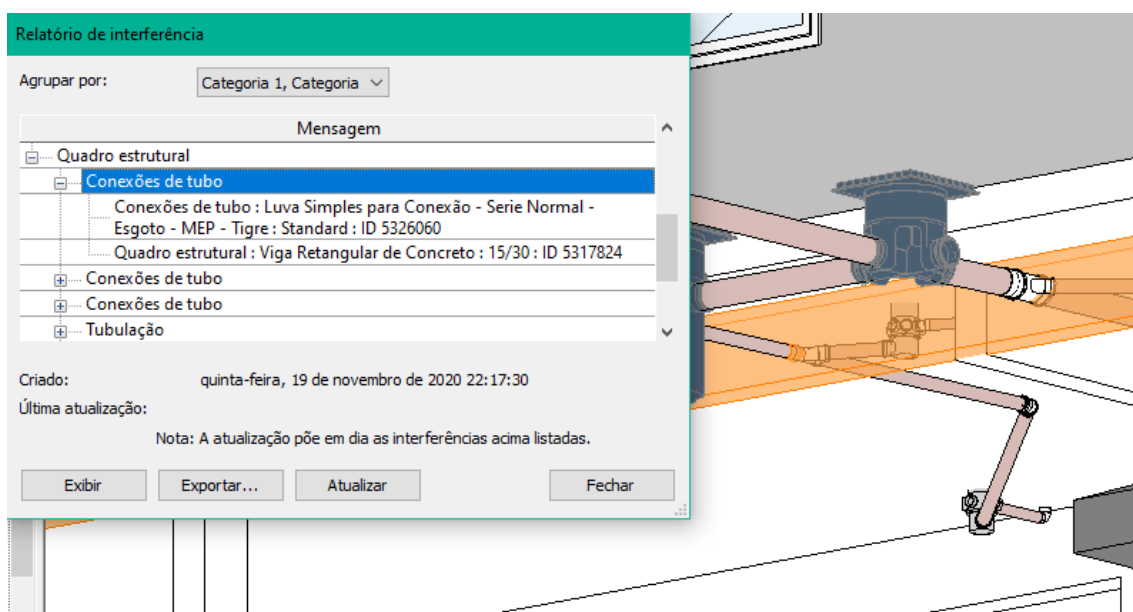 Relatório de interferência
Agrupar por:
Categoria 1, Categoria
Mensagem
Quadro estrutural
Conexões de tubo
Conexões de tubo : Luva Simples para Conexão - Serie Normal -
Esgoto - MEP - Tigre : Standard : ID 5326060
Quadro estrutural : Viga Retangular de Concreto : 15/30 : ID 5317824
Conexões de tubo
Conexões de tubo
Tubulação
Criado:
quinta-feira, 19 de novembro de 2020 22:17:30
Última atualização:
Nota: A atualização põe em dia as interferências acima listadas.
Exibir
Exportar...
Atualizar
Fechar